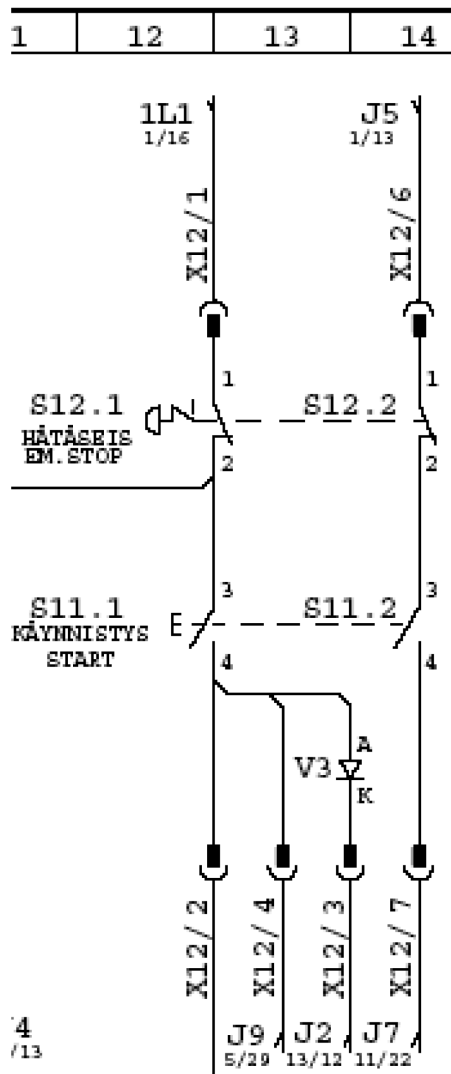 1 12 13 14
1L1 J5
1/16 1/13
X12/1 X12/6
1 1
S12.1 S12.2
HÄTÄSEIS
EM.STOP
2 2
3 3
S11.1 S11.2
KÄYNNISTYS E
START
4 4
A
V3
K
X12/2 X12/4 X12/3 X12/7
4 J9 J2 J7
/13 5/29 13/12 11/22